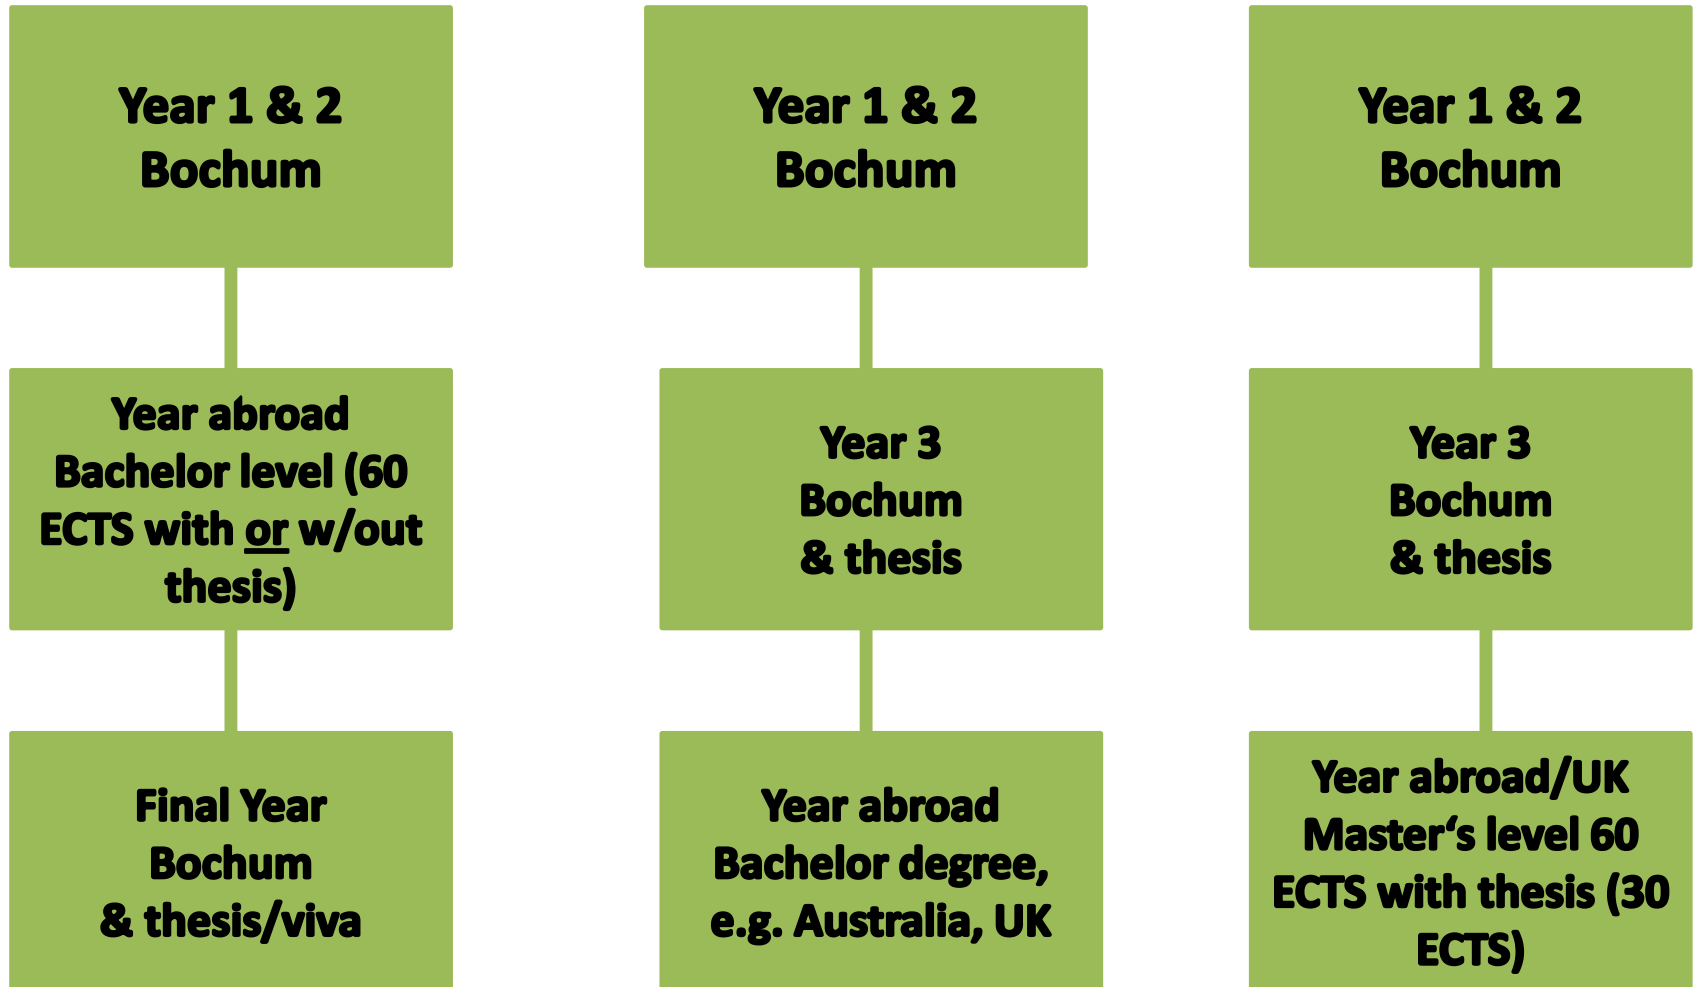 Year 1 & 2
Bochum
Year abroad
Bachelor level (60
ECTS with or w/out
thesis)
Final Year
Bochum
& thesis/viva
Year 1 & 2
Bochum
Year 3
Bochum
& thesis
Year abroad
Bachelor degree,
e.g. Australia, UK
Year 1 & 2
Bochum
Year 3
Bochum
& thesis
Year abroad/UK
Master‘s level 60
ECTS with thesis (30
ECTS)